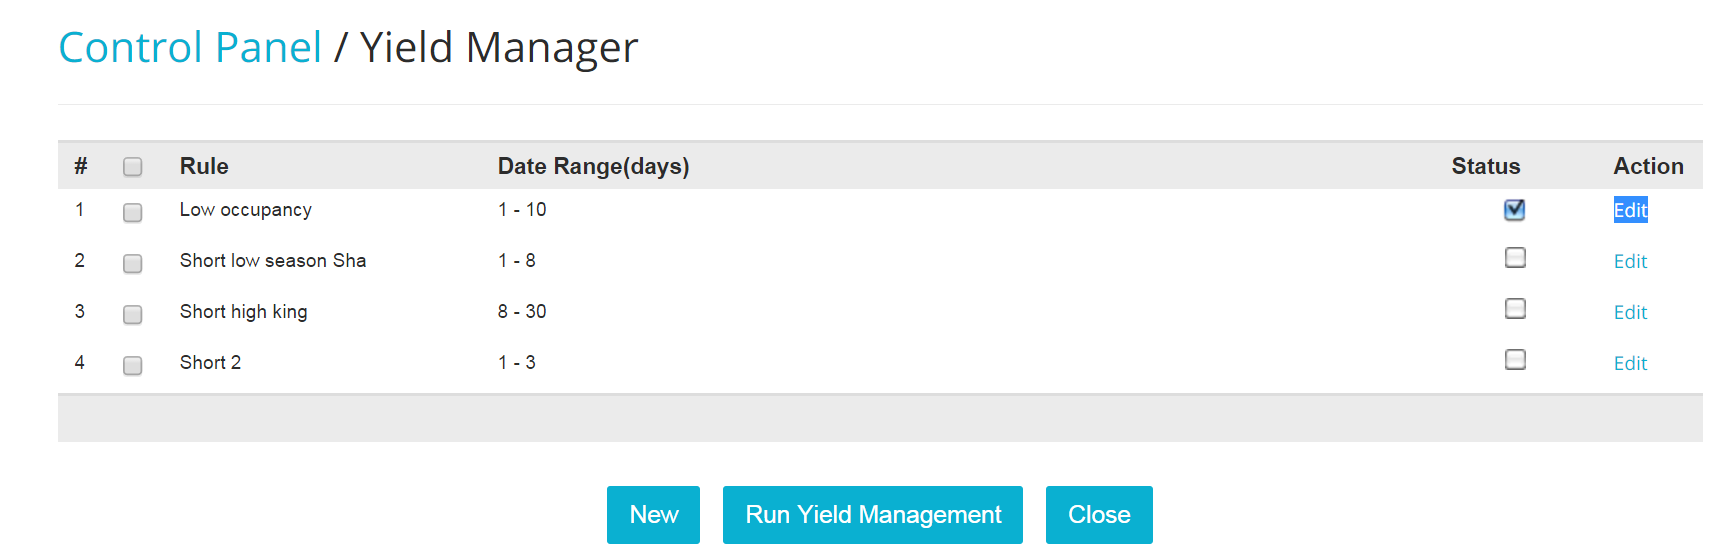 Control Panel / Yield Manager
# Rule Date Range(days) Status Action
1 Low occupancy 1 - 10 Edit
2 Short low season Sha 1 - 8 Edit
3 Short high king 8 - 30 Edit
4 Short 2 1 - 3 Edit
New Run Yield Management Close